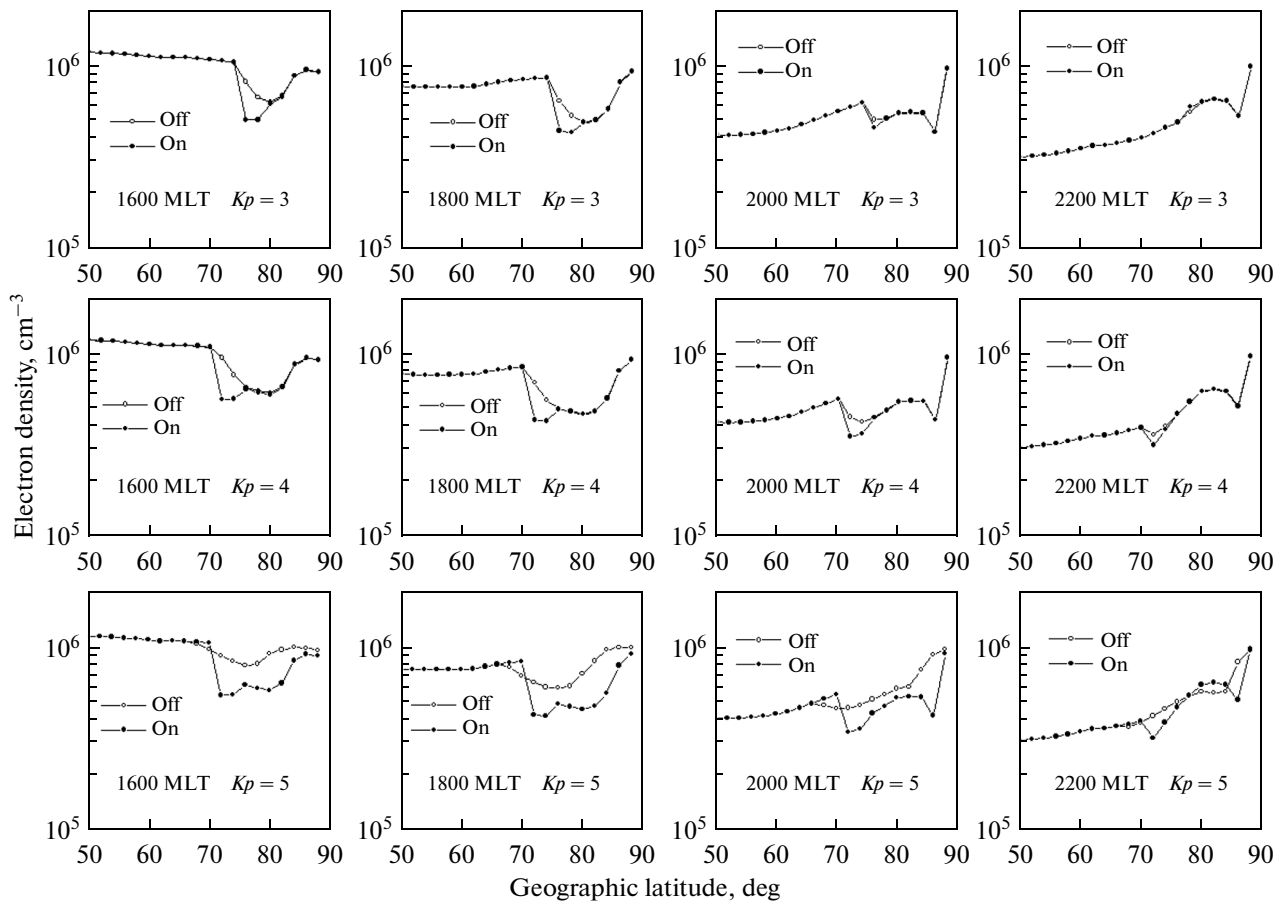 10⁶
Off
On
1600 MLT Kp = 3
10⁵
50 60 70 80 90
10⁶
Off
On
1800 MLT Kp = 3
10⁵
50 60 70 80 90
10⁶
Off
On
2000 MLT Kp = 3
10⁵
50 60 70 80 90
10⁶
Off
On
2200 MLT Kp = 3
10⁵
50 60 70 80 90
Electron density, cm⁻³
10⁶
Off
On
1600 MLT Kp = 4
10⁵
50 60 70 80 90
10⁶
Off
On
1800 MLT Kp = 4
10⁵
50 60 70 80 90
10⁶
Off
On
2000 MLT Kp = 4
10⁵
50 60 70 80 90
10⁶
Off
On
2200 MLT Kp = 4
10⁵
50 60 70 80 90
10⁶
Off
On
1600 MLT Kp = 5
10⁵
50 60 70 80 90
10⁶
Off
On
1800 MLT Kp = 5
10⁵
50 60 70 80 90
10⁶
Off
On
2000 MLT Kp = 5
10⁵
50 60 70 80 90
10⁶
Off
On
2200 MLT Kp = 5
10⁵
50 60 70 80 90
Geographic latitude, deg